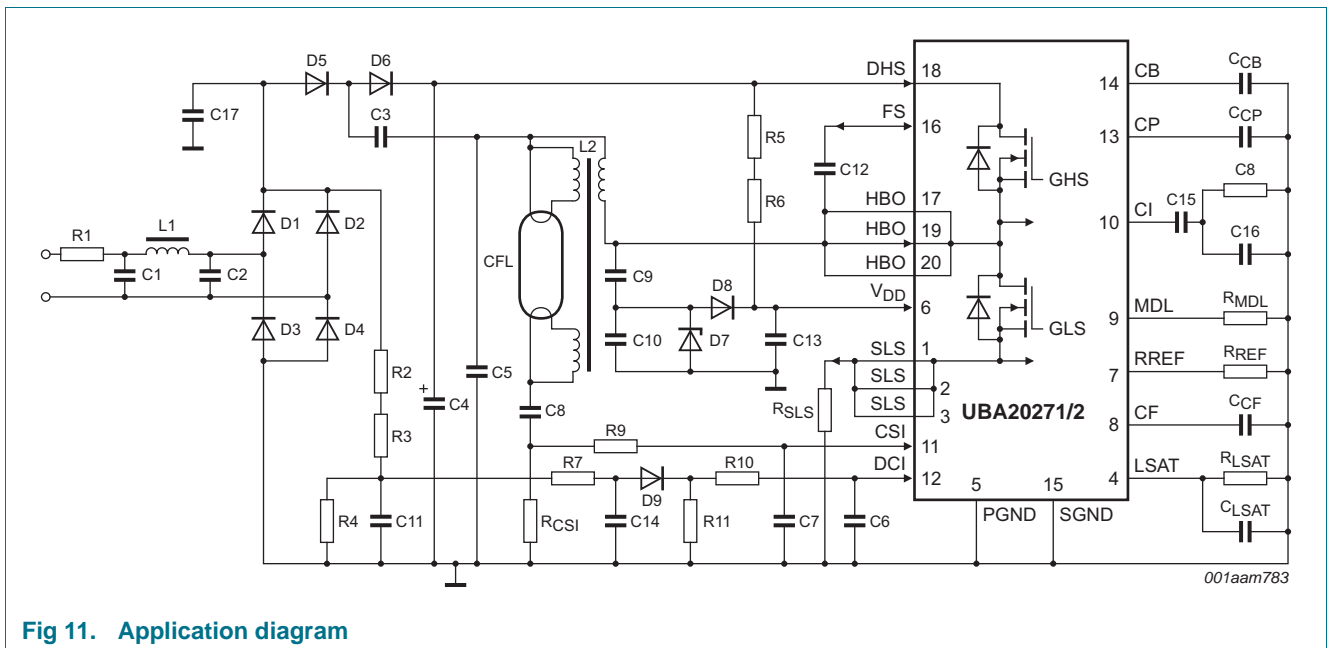 D5
D6
C17
C3
L2
R5
R6
C12
DHS
18
FS
16
HBO
17
HBO
19
HBO
20
VDD
6
SLS
1
SLS
2
SLS
3
CSI
11
DCI
12
GHS
GLS
UBA20271/2
5
PGND
15
SGND
14
CB
CCB
13
CP
CCP
10
CI
C15
C8
C16
9
MDL
RMDL
7
RREF
RREF
8
CF
CCF
4
LSAT
RLSAT
CLSAT
R1
L1
C1
C2
D1
D2
D3
D4
R2
R3
R4
C11
+
C4
C5
CFL
C8
C9
C10
D7
D8
C13
RSLS
R9
R7
D9
R10
RCSI
C14
R11
C7
C6
001aam783
Fig 11. Application diagram